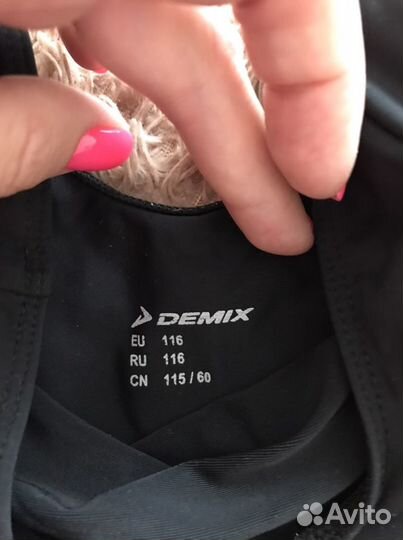 DEMIX
EU 116
RU 116
CN 115 / 60
Avito